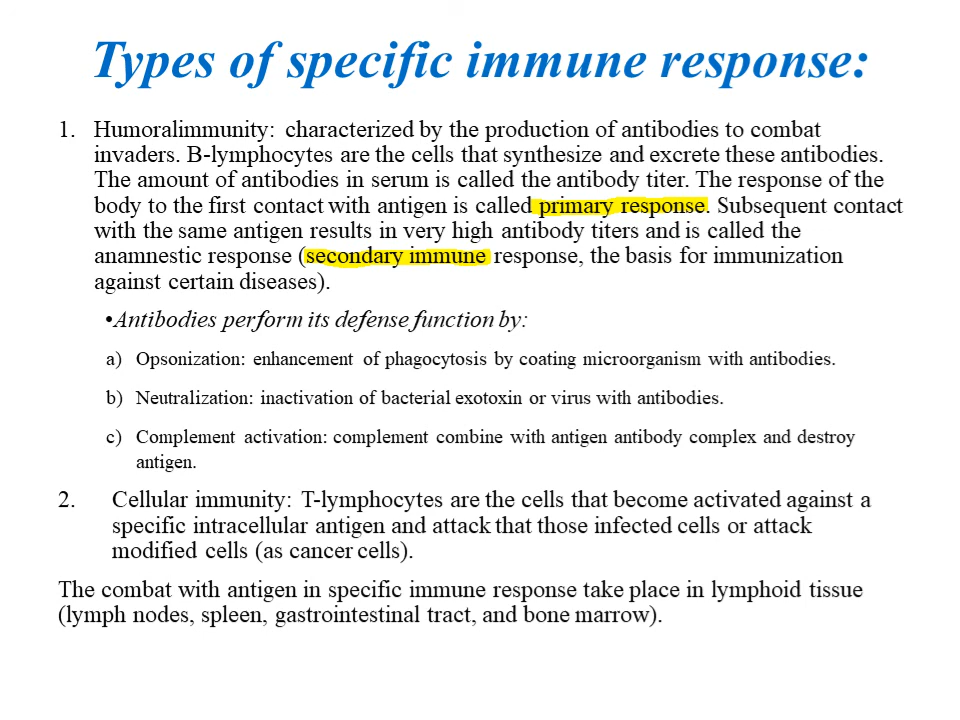 Types of specific immune response:
1. Humoralimmunity: characterized by the production of antibodies to combat
invaders. B-lymphocytes are the cells that synthesize and excrete these antibodies.
The amount of antibodies in serum is called the antibody titer. The response of the
body to the first contact with antigen is called primary response. Subsequent contact
with the same antigen results in very high antibody titers and is called the
anamnestic response (secondary immune response, the basis for immunization
against certain diseases).
•Antibodies perform its defense function by:
a) Opsonization: enhancement of phagocytosis by coating microorganism with antibodies.
b) Neutralization: inactivation of bacterial exotoxin or virus with antibodies.
c) Complement activation: complement combine with antigen antibody complex and destroy
antigen.
2. Cellular immunity: T-lymphocytes are the cells that become activated against a
specific intracellular antigen and attack that those infected cells or attack
modified cells (as cancer cells).
The combat with antigen in specific immune response take place in lymphoid tissue
(lymph nodes, spleen, gastrointestinal tract, and bone marrow).